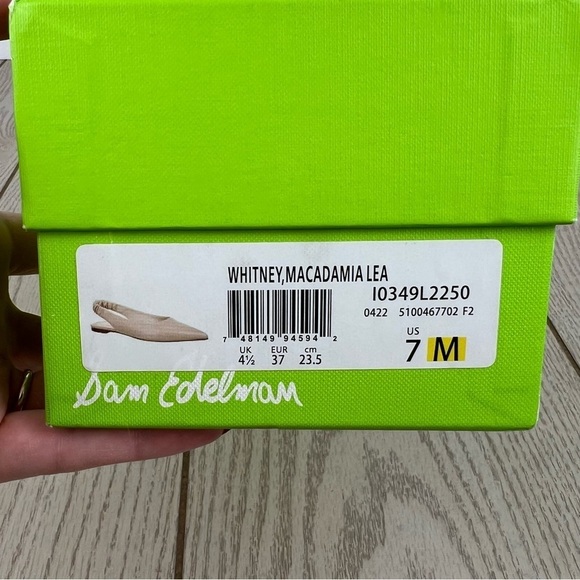 WHITNEY,MACADAMIA LEA
I0349L2250
0422 5100467702 F2
7 48149 94594 2
UK EUR cm
4½ 37 23.5
US
7 M
Sam Edelman